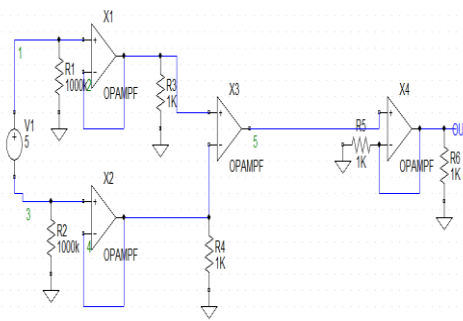 X1
1
R1
1000k
2
OPAMPF
R3
1K
X3
5
OPAMPF
X4
R5
1K
OPAMPF
OU
R6
1K
V1
5
X2
3
R2
1000k
4
OPAMPF
R4
1K